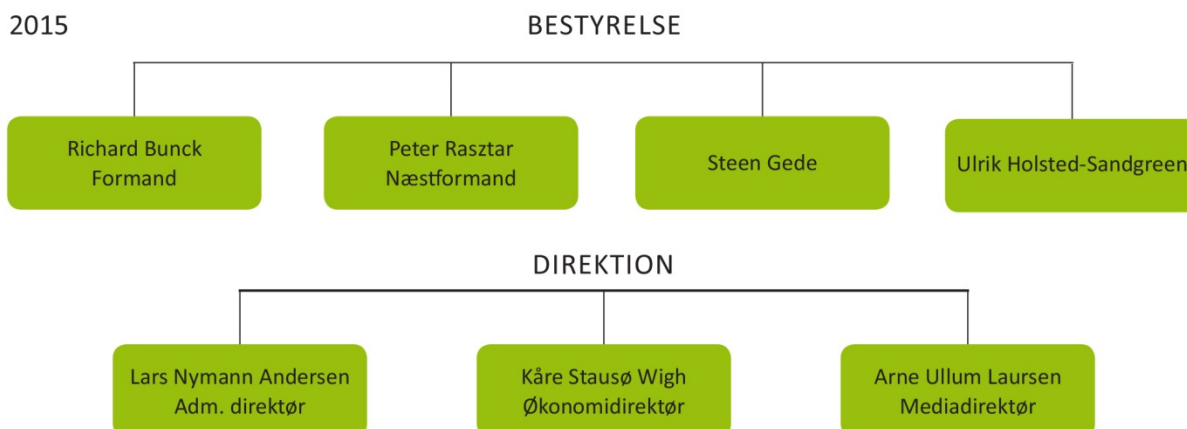 2015
BESTYRELSE
Richard Bunck
Formand
Peter Rasztar
Næstformand
Steen Gede
Ulrik Holsted-Sandgreen
DIREKTION
Lars Nymann Andersen
Adm. direktør
Kåre Stausø Wigh
Økonomidirektør
Arne Ullum Laursen
Mediadirektør